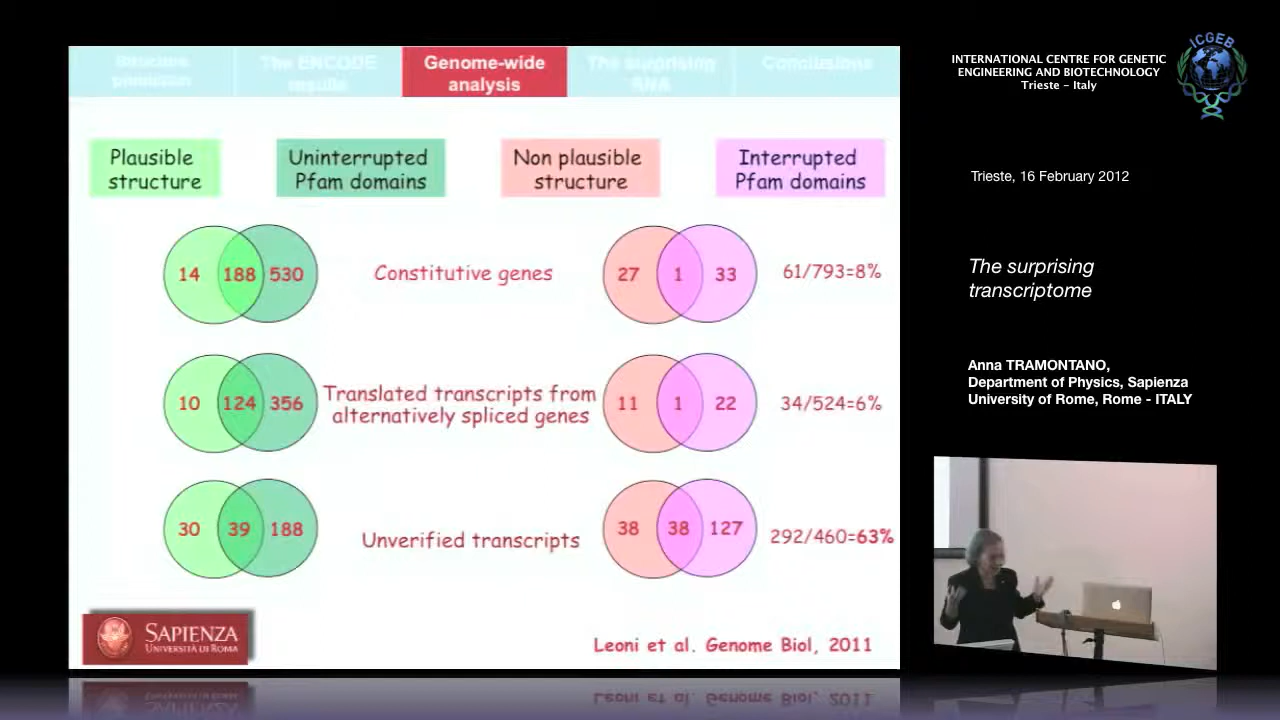 Genome-wide
analysis
The ENCODE
results
The surprising
RNA
Conclusions
Plausible
structure
Uninterrupted
Pfam domains
Non plausible
structure
Interrupted
Pfam domains
14 188 530
Constitutive genes
27 1 33
61/793=8%
10 124 356
Translated transcripts from
alternatively spliced genes
11 1 22
34/524=6%
30 39 188
Unverified transcripts
38 38 127
292/460=63%
SAPIENZA
UNIVERSITÀ DI ROMA
Leoni et al. Genome Biol, 2011
INTERNATIONAL CENTRE FOR GENETIC
ENGINEERING AND BIOTECHNOLOGY
Trieste - Italy
ICGEB
Trieste, 16 February 2012
The surprising
transcriptome
Anna TRAMONTANO,
Department of Physics, Sapienza
University of Rome, Rome - ITALY